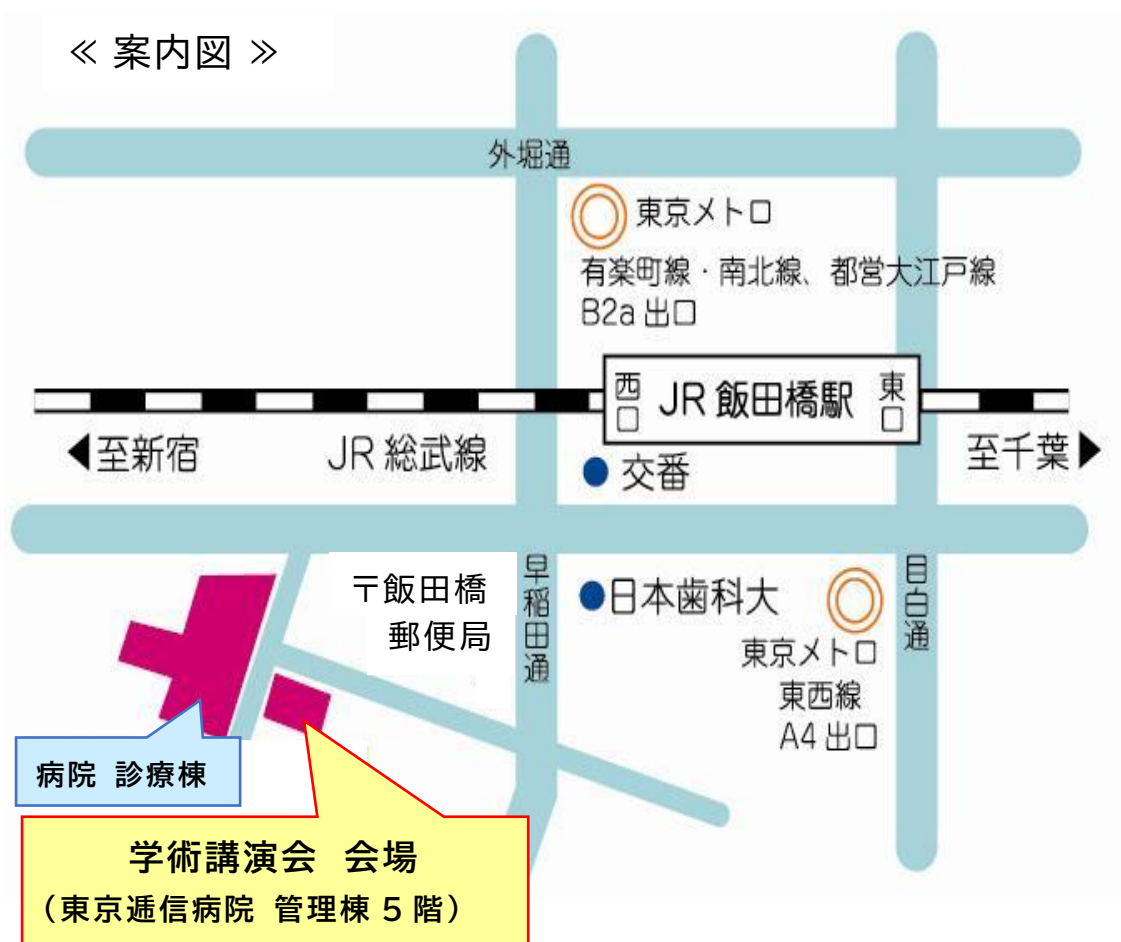 ≪ 案内図 ≫
外堀通
東京メトロ
有楽町線・南北線、都営大江戸線
B2a 出口
西口
JR 飯田橋駅
東口
◀至新宿
JR 総武線
至千葉▶
交番
〒飯田橋
郵便局
早稲田通
日本歯科大
目白通
東京メトロ
東西線
A4 出口
病院 診療棟
学術講演会 会場
（東京逓信病院 管理棟 5 階）